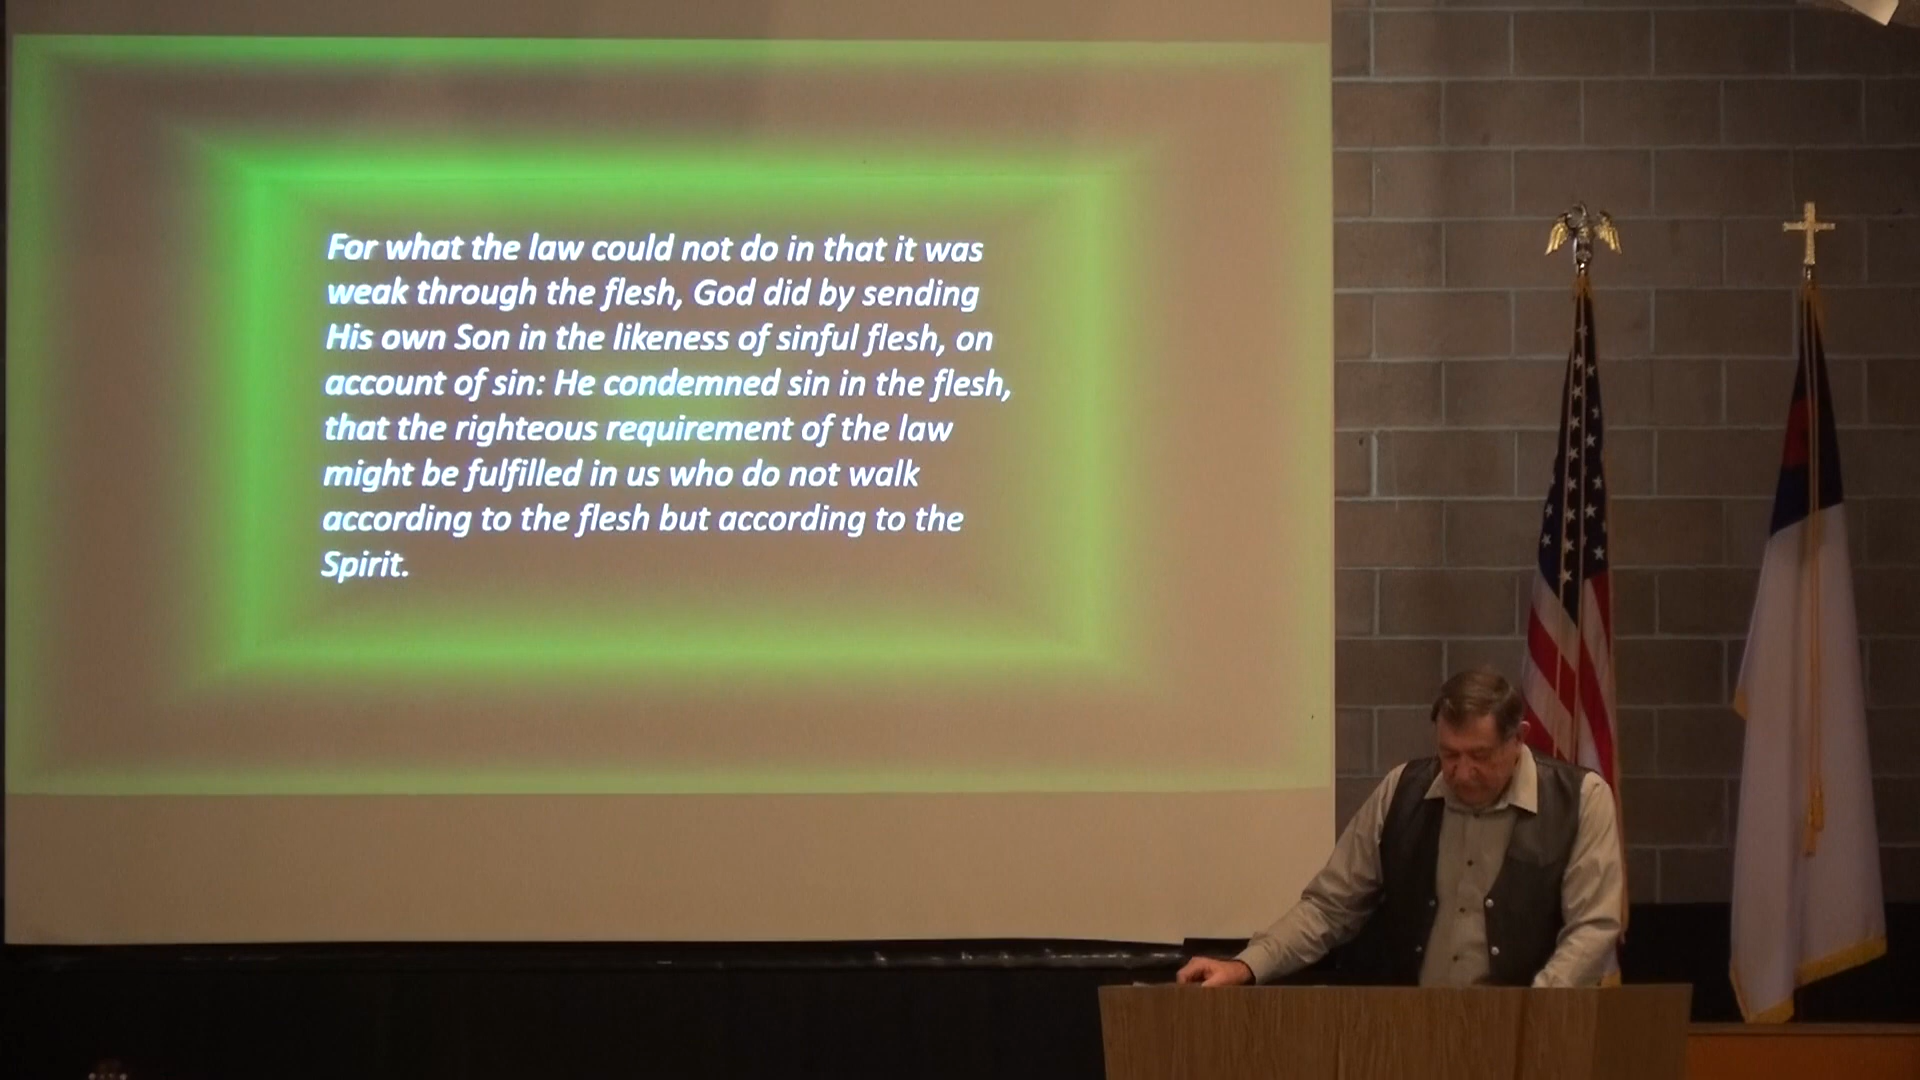 For what the law could not do in that it was
weak through the flesh, God did by sending
His own Son in the likeness of sinful flesh, on
account of sin: He condemned sin in the flesh,
that the righteous requirement of the law
might be fulfilled in us who do not walk
according to the flesh but according to the
Spirit.